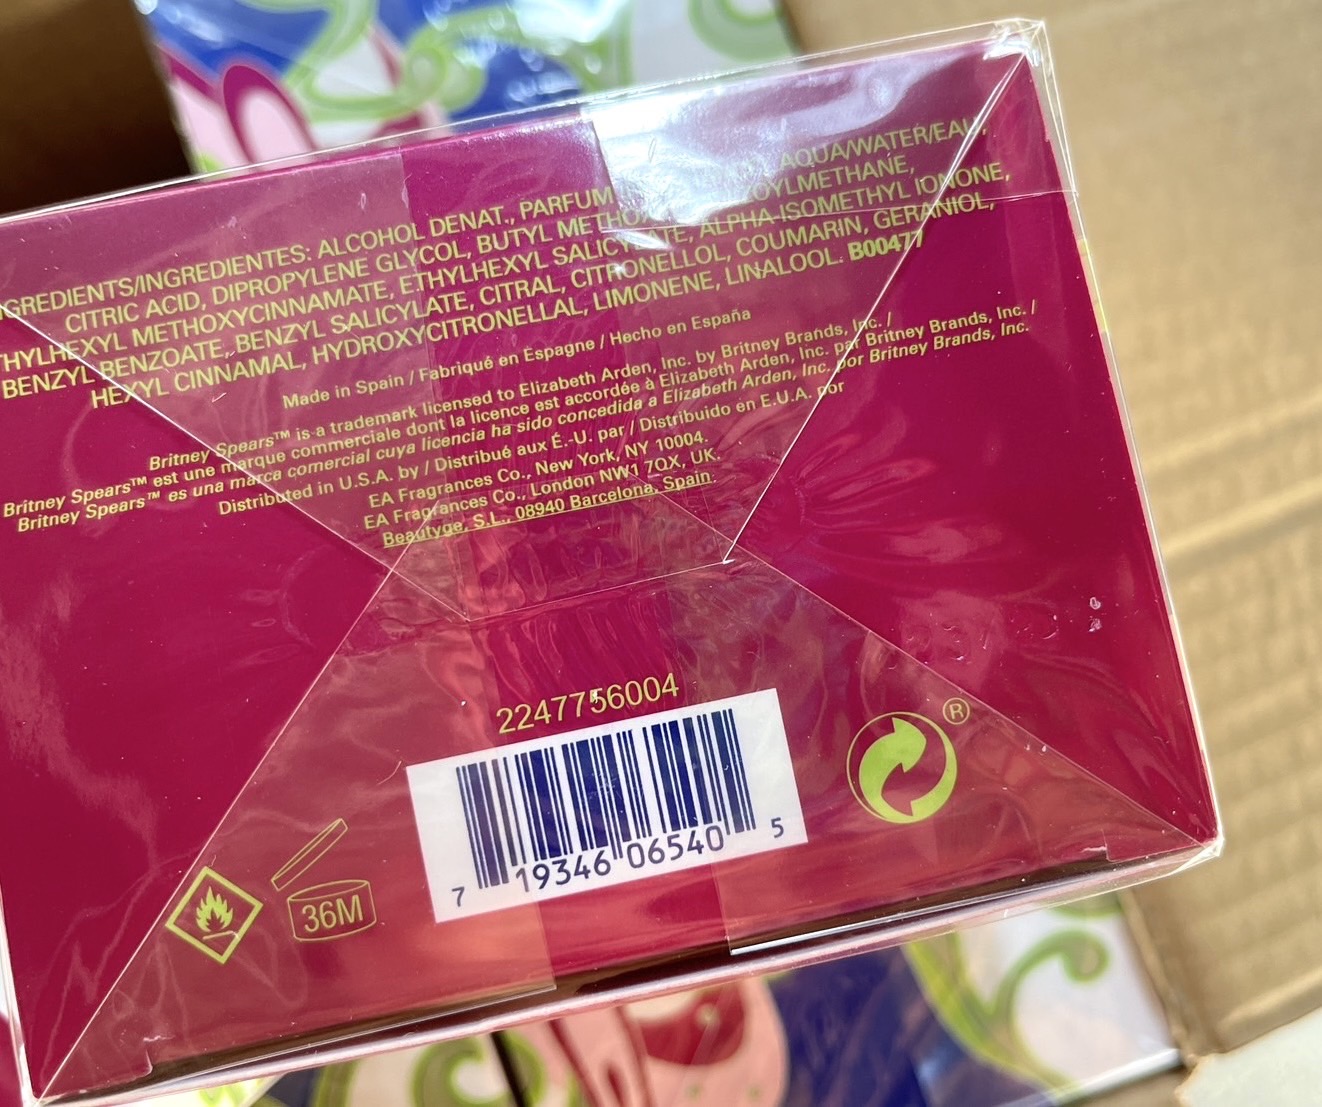 INGREDIENTS/INGREDIENTES: ALCOHOL DENAT., PARFUM AQUA/WATER/EAU,
CITRIC ACID, DIPROPYLENE GLYCOL, BUTYL
THYLHEXYL METHOXYCINNAMATE, ETHYLHEXYL SALICYLATE, ALPHA-ISOMETHYL IONONE,
BENZYL BENZOATE, BENZYL SALICYLATE, CITRAL, CITRONELLOL, COUMARIN, GERANIOL,
HEXYL CINNAMAL, HYDROXYCITRONELLAL, LIMONENE, LINALOOL. B00477
Made in Spain / Fabriqué en Espagne / Hecho en España
Britney Spears™ is a trademark licensed to Elizabeth Arden, Inc. by Britney Brands, Inc. /
Britney Spears™ est une marque commerciale dont la licence est accordée à Elizabeth Arden, Inc. par Britney Brands, Inc. /
Britney Spears™ es una marca comercial cuya licencia ha sido concedida a Elizabeth Arden, Inc. por Britney Brands, Inc.
Distributed in U.S.A. by / Distribué aux É.-U. par / Distribuido en E.U.A. por
EA Fragrances Co., New York, NY 10004.
EA Fragrances Co., London NW1 7QX, UK.
Beautyge, S.L., 08940 Barcelona, Spain.
2247756004
®
7 19346 06540 5
36M